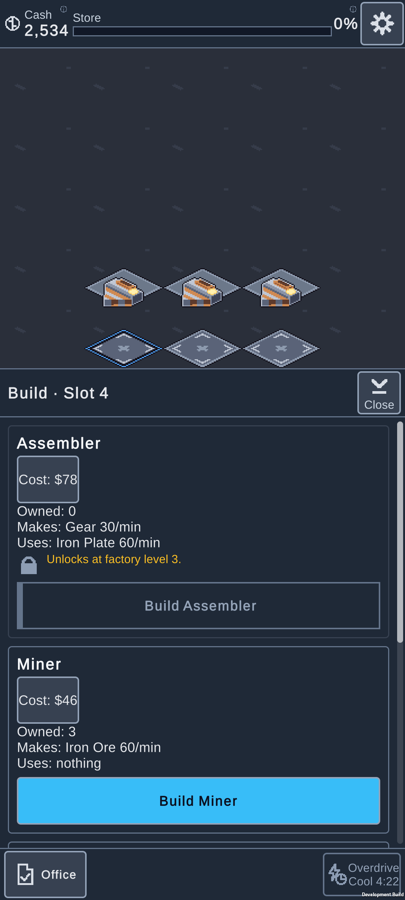 Cash
2,534
Store
0%
Build · Slot 4
Close
Assembler
Cost: $78
Owned: 0
Makes: Gear 30/min
Uses: Iron Plate 60/min
Unlocks at factory level 3.
Build Assembler
Miner
Cost: $46
Owned: 3
Makes: Iron Ore 60/min
Uses: nothing
Build Miner
Office
Overdrive
Cool 4:22
Development Build